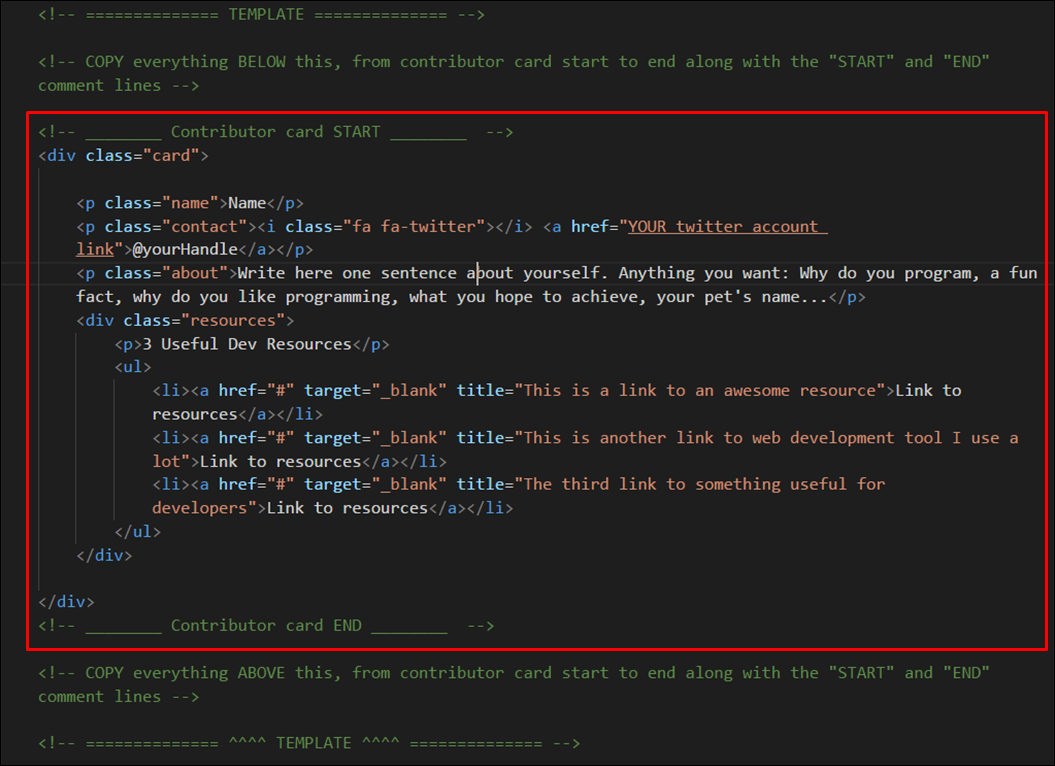 <!-- ============== TEMPLATE ============== -->
<!-- COPY everything BELOW this, from contributor card start to end along with the "START" and "END"
comment lines -->
<!-- ________ Contributor card START ________  -->
<div class="card">
<p class="name">Name</p>
<p class="contact"><i class="fa fa-twitter"></i> <a href="YOUR twitter account
link">@yourHandle</a></p>
<p class="about">Write here one sentence about yourself. Anything you want: Why do you program, a fun
fact, why do you like programming, what you hope to achieve, your pet's name...</p>
<div class="resources">
<p>3 Useful Dev Resources</p>
<ul>
<li><a href="#" target="_blank" title="This is a link to an awesome resource">Link to
resources</a></li>
<li><a href="#" target="_blank" title="This is another link to web development tool I use a
lot">Link to resources</a></li>
<li><a href="#" target="_blank" title="The third link to something useful for
developers">Link to resources</a></li>
</ul>
</div>
</div>
<!-- ________ Contributor card END ________  -->
<!-- COPY everything ABOVE this, from contributor card start to end along with the "START" and "END"
comment lines -->
<!-- ============== ^^^^ TEMPLATE ^^^^ ============== -->